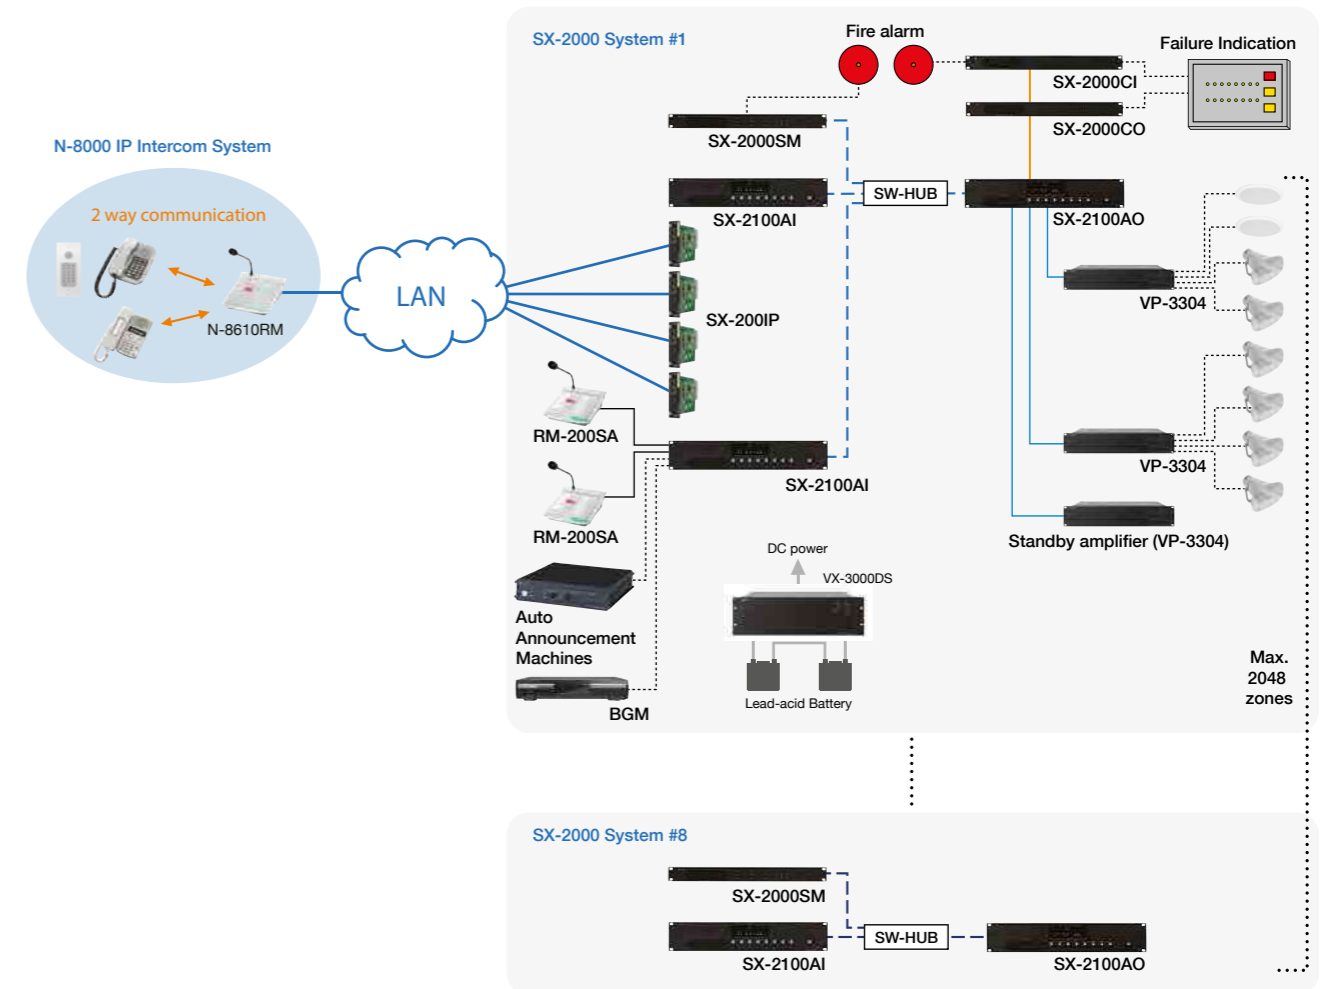 SX-2000 System #1
Fire alarm
Failure Indication
SX-2000CI
SX-2000CO
SX-2000SM
N-8000 IP Intercom System
2 way communication
N-8610RM
LAN
SX-2100AI
SW-HUB
SX-2100AO
SX-200IP
VP-3304
RM-200SA
VP-3304
SX-2100AI
RM-200SA
Standby amplifier (VP-3304)
DC power
VX-3000DS
Auto
Announcement
Machines
Lead-acid Battery
BGM
Max.
2048
zones
SX-2000 System #8
SX-2000SM
SX-2100AI
SW-HUB
SX-2100AO